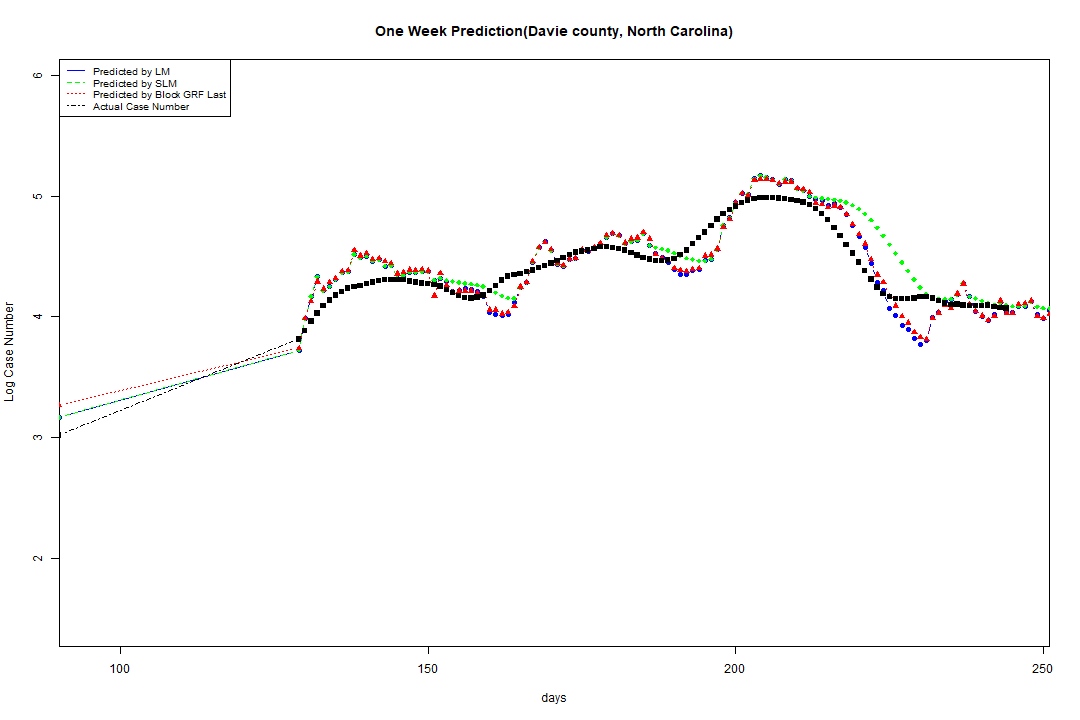 One Week Prediction(Davie county, North Carolina)
Predicted by LM
Predicted by SLM
Predicted by Block GRF Last
Actual Case Number
6
5
4
3
2
Log Case Number
100 150 200 250
days